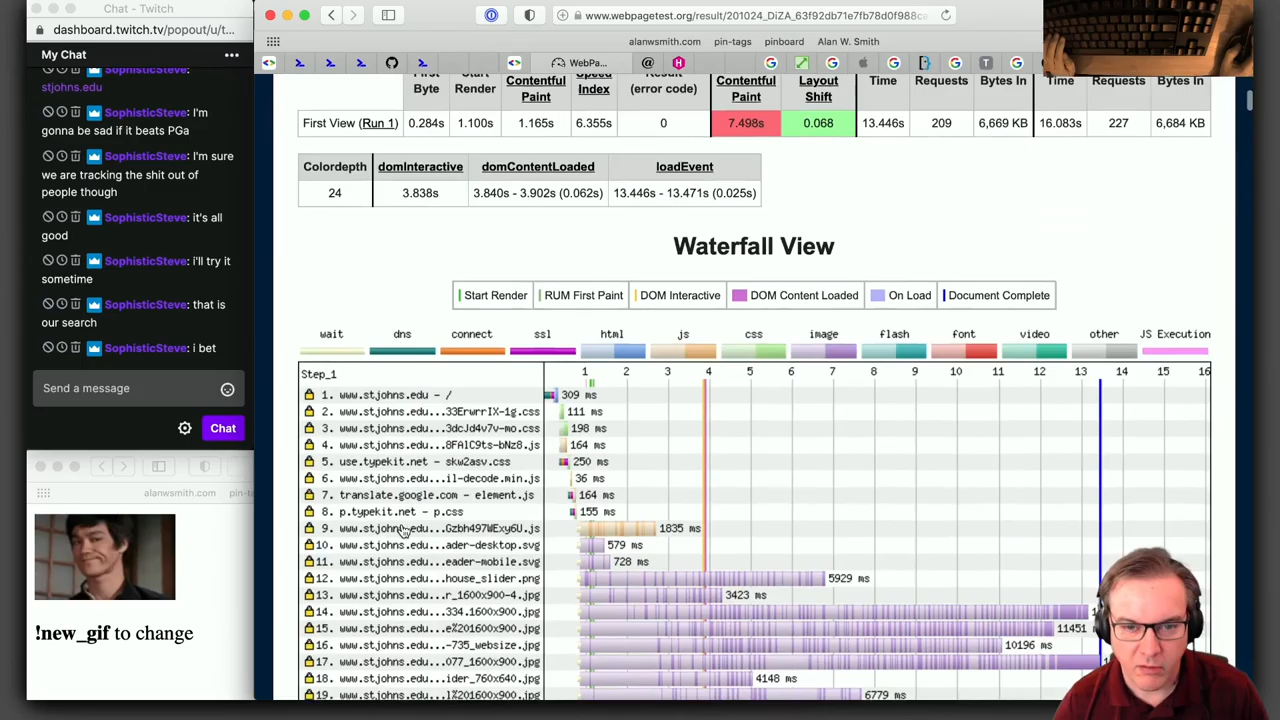 Chat - Twitch
dashboard.twitch.tv/popout/u/t...
My Chat
SophisticSteve:
stjohns.edu
SophisticSteve: I'm
gonna be sad if it beats PGa
SophisticSteve: I'm sure
we are tracking the shit out of
people though
SophisticSteve: it's all
good
SophisticSteve: i'll try it
sometime
SophisticSteve: that is
our search
SophisticSteve: i bet
Send a message
Chat
alanwsmith.com pin-ta
!new_gif to change
www.webpagetest.org/result/201024_DiZA_63f92db71e7fb78d0f988ca
alanwsmith.com pin-tags pinboard Alan W. Smith
WebPa...
First Byte Start Render Contentful Paint Speed Index Result (error code) Contentful Paint Layout Shift Time Requests Bytes In Time Requests Bytes In
First View (Run 1) 0.284s 1.100s 1.165s 6.355s 0 7.498s 0.068 13.446s 209 6,669 KB 16.083s 227 6,684 KB
Colordepth domInteractive domContentLoaded loadEvent
24 3.838s 3.840s - 3.902s (0.062s) 13.446s - 13.471s (0.025s)
Waterfall View
Start Render RUM First Paint DOM Interactive DOM Content Loaded On Load Document Complete
wait dns connect ssl html js css image flash font video other JS Execution
Step_1 1 2 3 4 5 6 7 8 9 10 11 12 13 14 15 16
1. www.stjohns.edu - / 309 ms
2. www.stjohns.edu...33ErwrrIX-1g.css 111 ms
3. www.stjohns.edu...3dcJd4v7v-mo.css 198 ms
4. www.stjohns.edu...8FAlC9ts-bNz8.js 164 ms
5. use.typekit.net - skw2asv.css 250 ms
6. www.stjohns.edu...il-decode.min.js 36 ms
7. translate.google.com - element.js 164 ms
8. p.typekit.net - p.css 155 ms
9. www.stjohns.edu...Gzbh497WExy6U.js 1835 ms
10. www.stjohns.edu...ader-desktop.svg 579 ms
11. www.stjohns.edu...eader-mobile.svg 728 ms
12. www.stjohns.edu...house_slider.png 5929 ms
13. www.stjohns.edu...r_1600x900-4.jpg 3423 ms
14. www.stjohns.edu...334.1600x900.jpg
15. www.stjohns.edu...e%201600x900.jpg 11451
16. www.stjohns.edu...-735_websize.jpg 10196 ms
17. www.stjohns.edu...077_1600x900.jpg
18. www.stjohns.edu...ider_760x640.jpg 4148 ms
19. www.stjohns.edu...l%201600x900.jpg 6779 ms